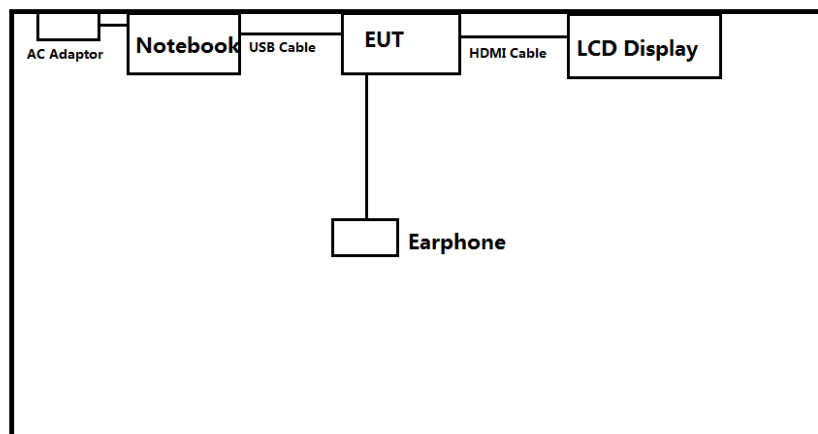 AC Adaptor
Notebook
USB Cable
EUT
HDMI Cable
LCD Display
Earphone